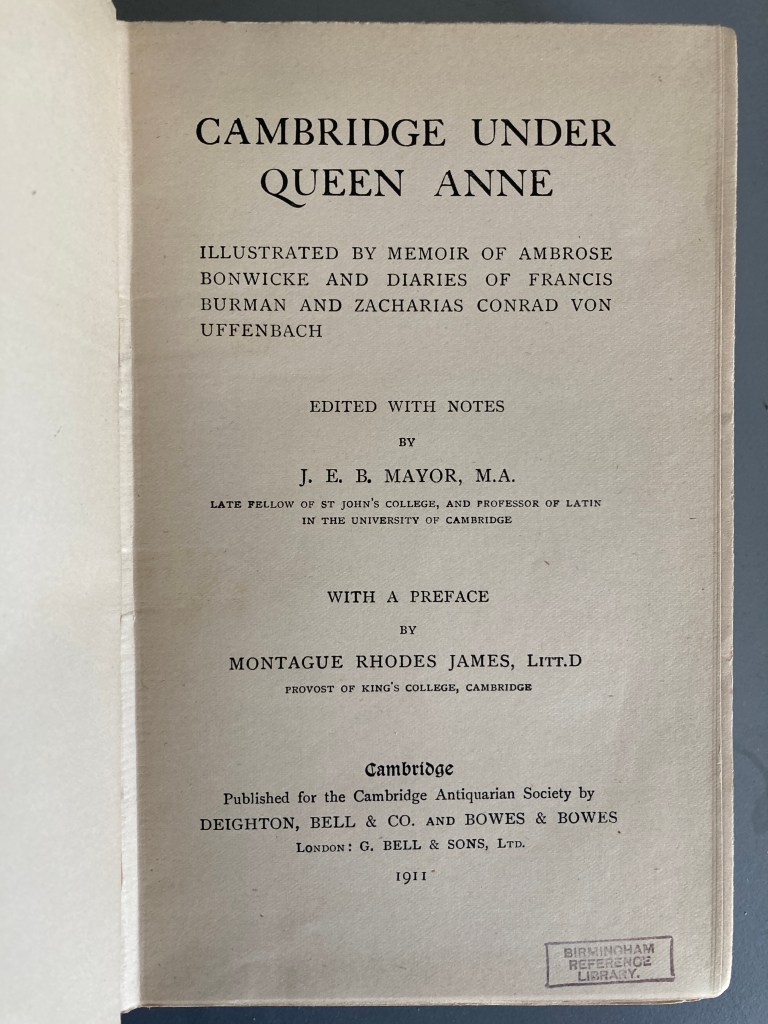 CAMBRIDGE UNDER
QUEEN ANNE
ILLUSTRATED BY MEMOIR OF AMBROSE
BONWICKE AND DIARIES OF FRANCIS
BURMAN AND ZACHARIAS CONRAD VON
UFFENBACH
EDITED WITH NOTES
BY
J. E. B. MAYOR, M.A.
LATE FELLOW OF ST JOHN'S COLLEGE, AND PROFESSOR OF LATIN
IN THE UNIVERSITY OF CAMBRIDGE
WITH A PREFACE
BY
MONTAGUE RHODES JAMES, LITT.D
PROVOST OF KING'S COLLEGE, CAMBRIDGE
Cambridge
Published for the Cambridge Antiquarian Society by
DEIGHTON, BELL & CO. AND BOWES & BOWES
LONDON: G. BELL & SONS, LTD.
1911
BIRMINGHAM
REFERENCE
LIBRARY.